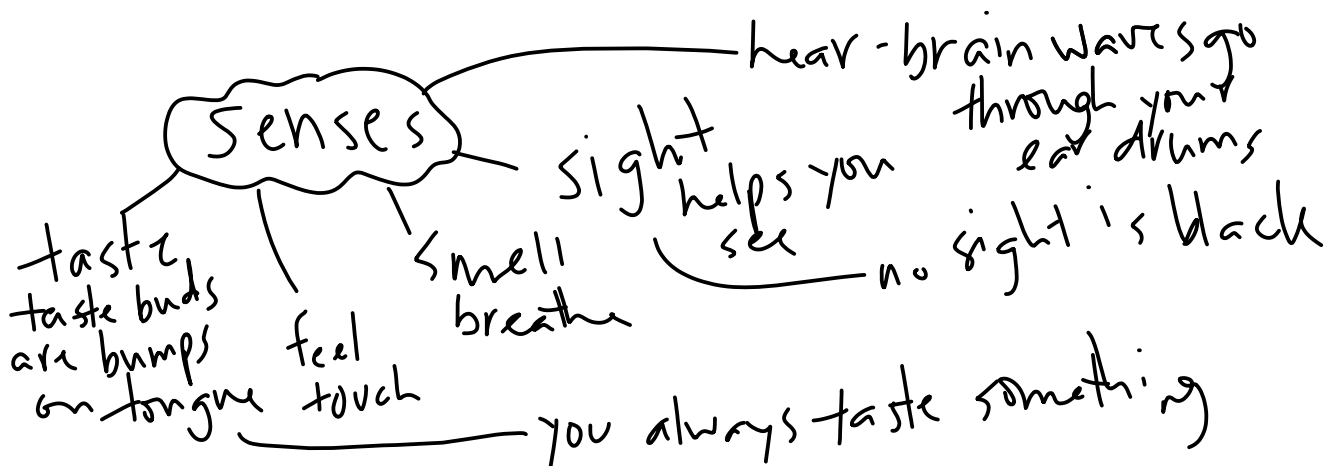 senses
hear - brain waves go
through your
ear drums
sight
helps you
see
no sight is black
smell
breathe
feel
touch
taste
taste buds
are bumps
on tongue
you always taste something